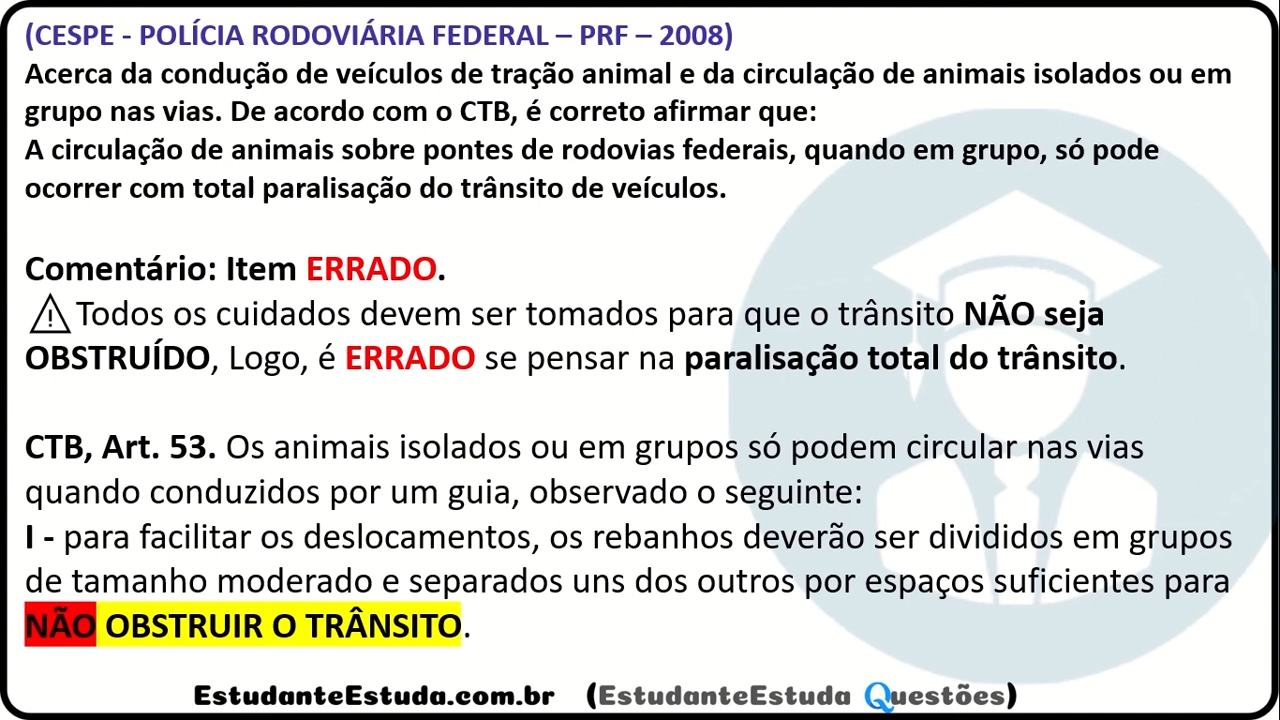 (CESPE - POLÍCIA RODOVIÁRIA FEDERAL – PRF – 2008)
Acerca da condução de veículos de tração animal e da circulação de animais isolados ou em
grupo nas vias. De acordo com o CTB, é correto afirmar que:
A circulação de animais sobre pontes de rodovias federais, quando em grupo, só pode
ocorrer com total paralisação do trânsito de veículos.
Comentário: Item ERRADO.
⚠Todos os cuidados devem ser tomados para que o trânsito NÃO seja
OBSTRUÍDO, Logo, é ERRADO se pensar na paralisação total do trânsito.
CTB, Art. 53. Os animais isolados ou em grupos só podem circular nas vias
quando conduzidos por um guia, observado o seguinte:
I - para facilitar os deslocamentos, os rebanhos deverão ser divididos em grupos
de tamanho moderado e separados uns dos outros por espaços suficientes para
NÃO OBSTRUIR O TRÂNSITO.
EstudanteEstuda.com.br (EstudanteEstuda Questões)